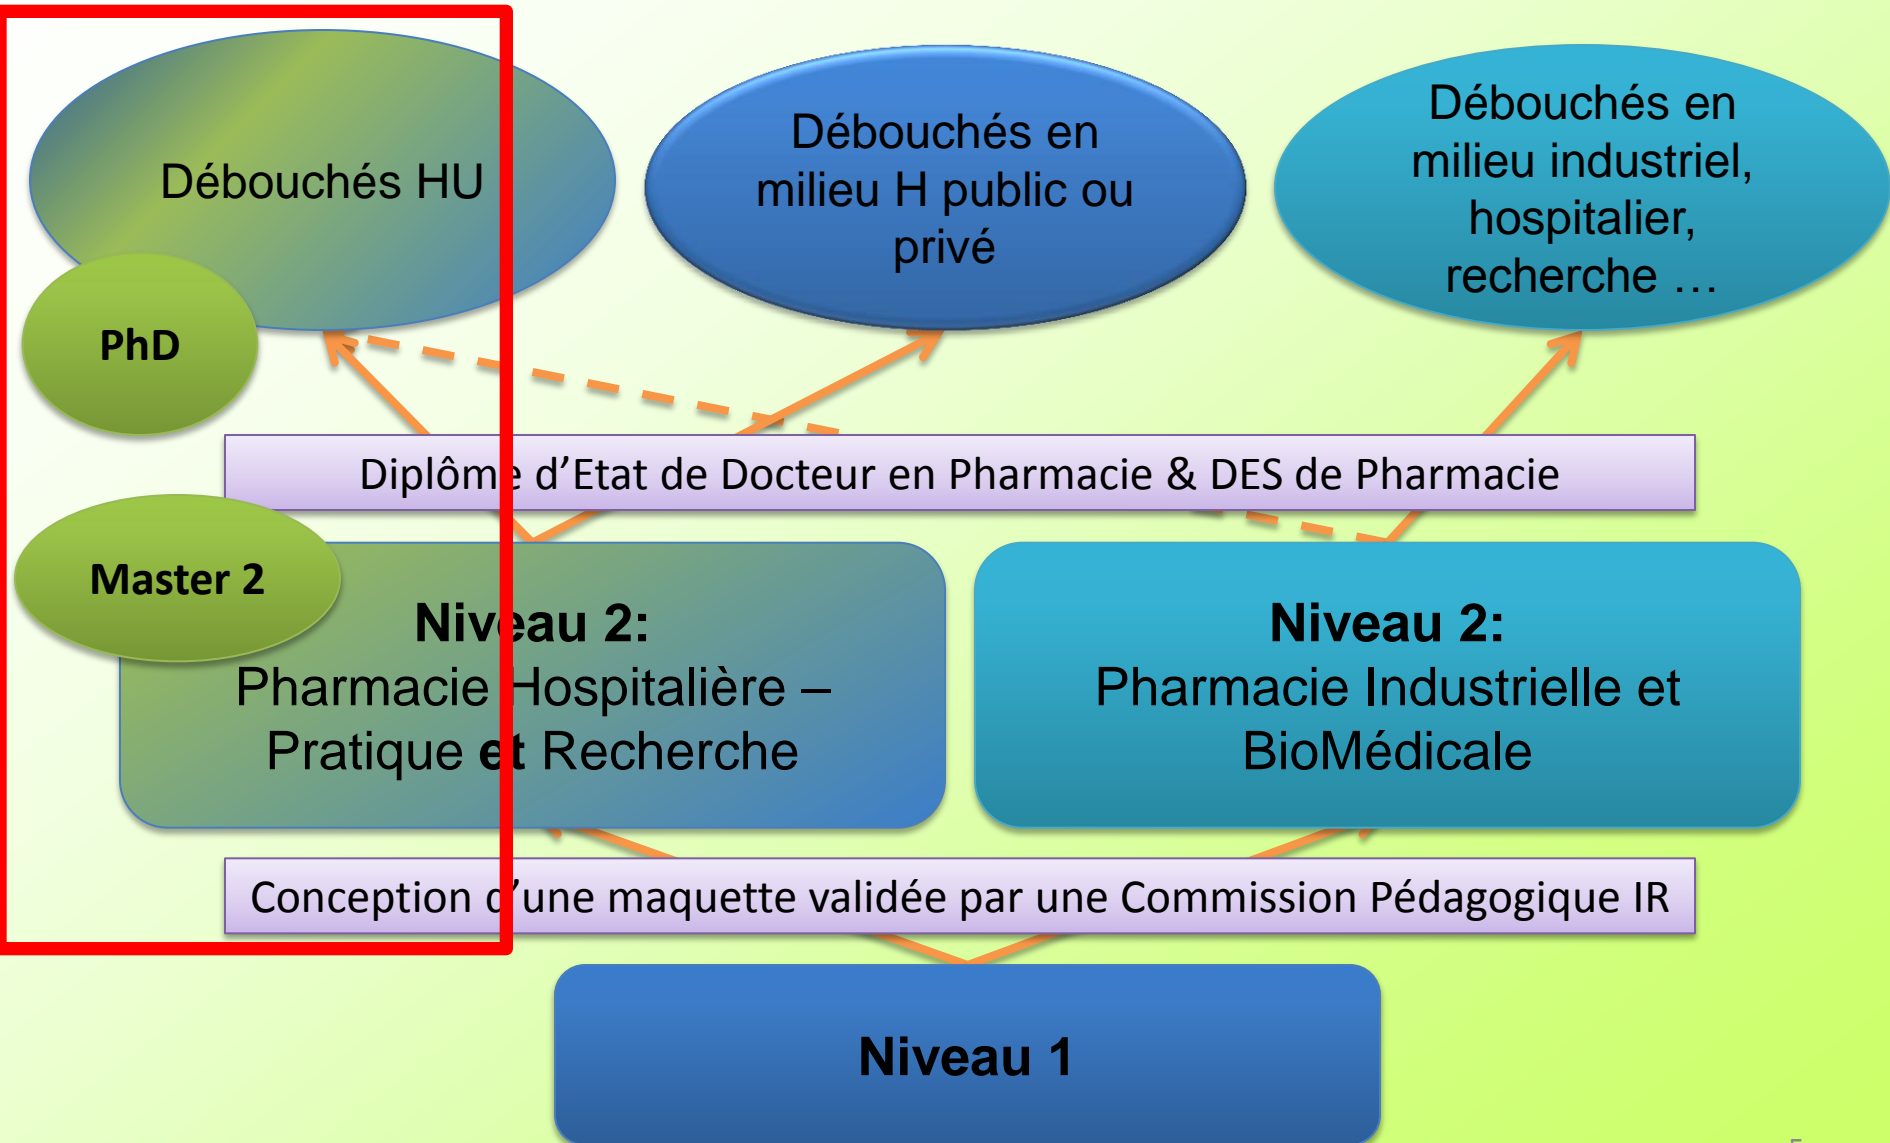 Débouchés HU
Débouchés en
milieu H public ou
privé
Débouchés en
milieu industriel,
hospitalier,
recherche …
PhD
Diplôme d’Etat de Docteur en Pharmacie & DES de Pharmacie
Master 2
Niveau 2:
Pharmacie Hospitalière –
Pratique et Recherche
Niveau 2:
Pharmacie Industrielle et
BioMédicale
Conception d’une maquette validée par une Commission Pédagogique IR
Niveau 1